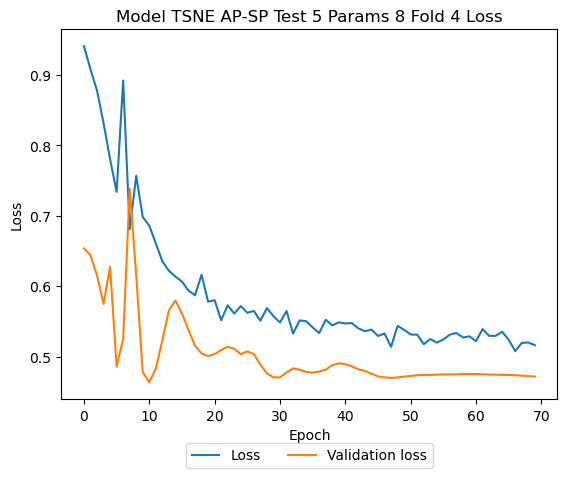 Model TSNE AP-SP Test 5 Params 8 Fold 4 Loss
0.9
0.8
0.7
0.6
0.5
Loss
0 10 20 30 40 50 60 70
Epoch
Loss Validation loss